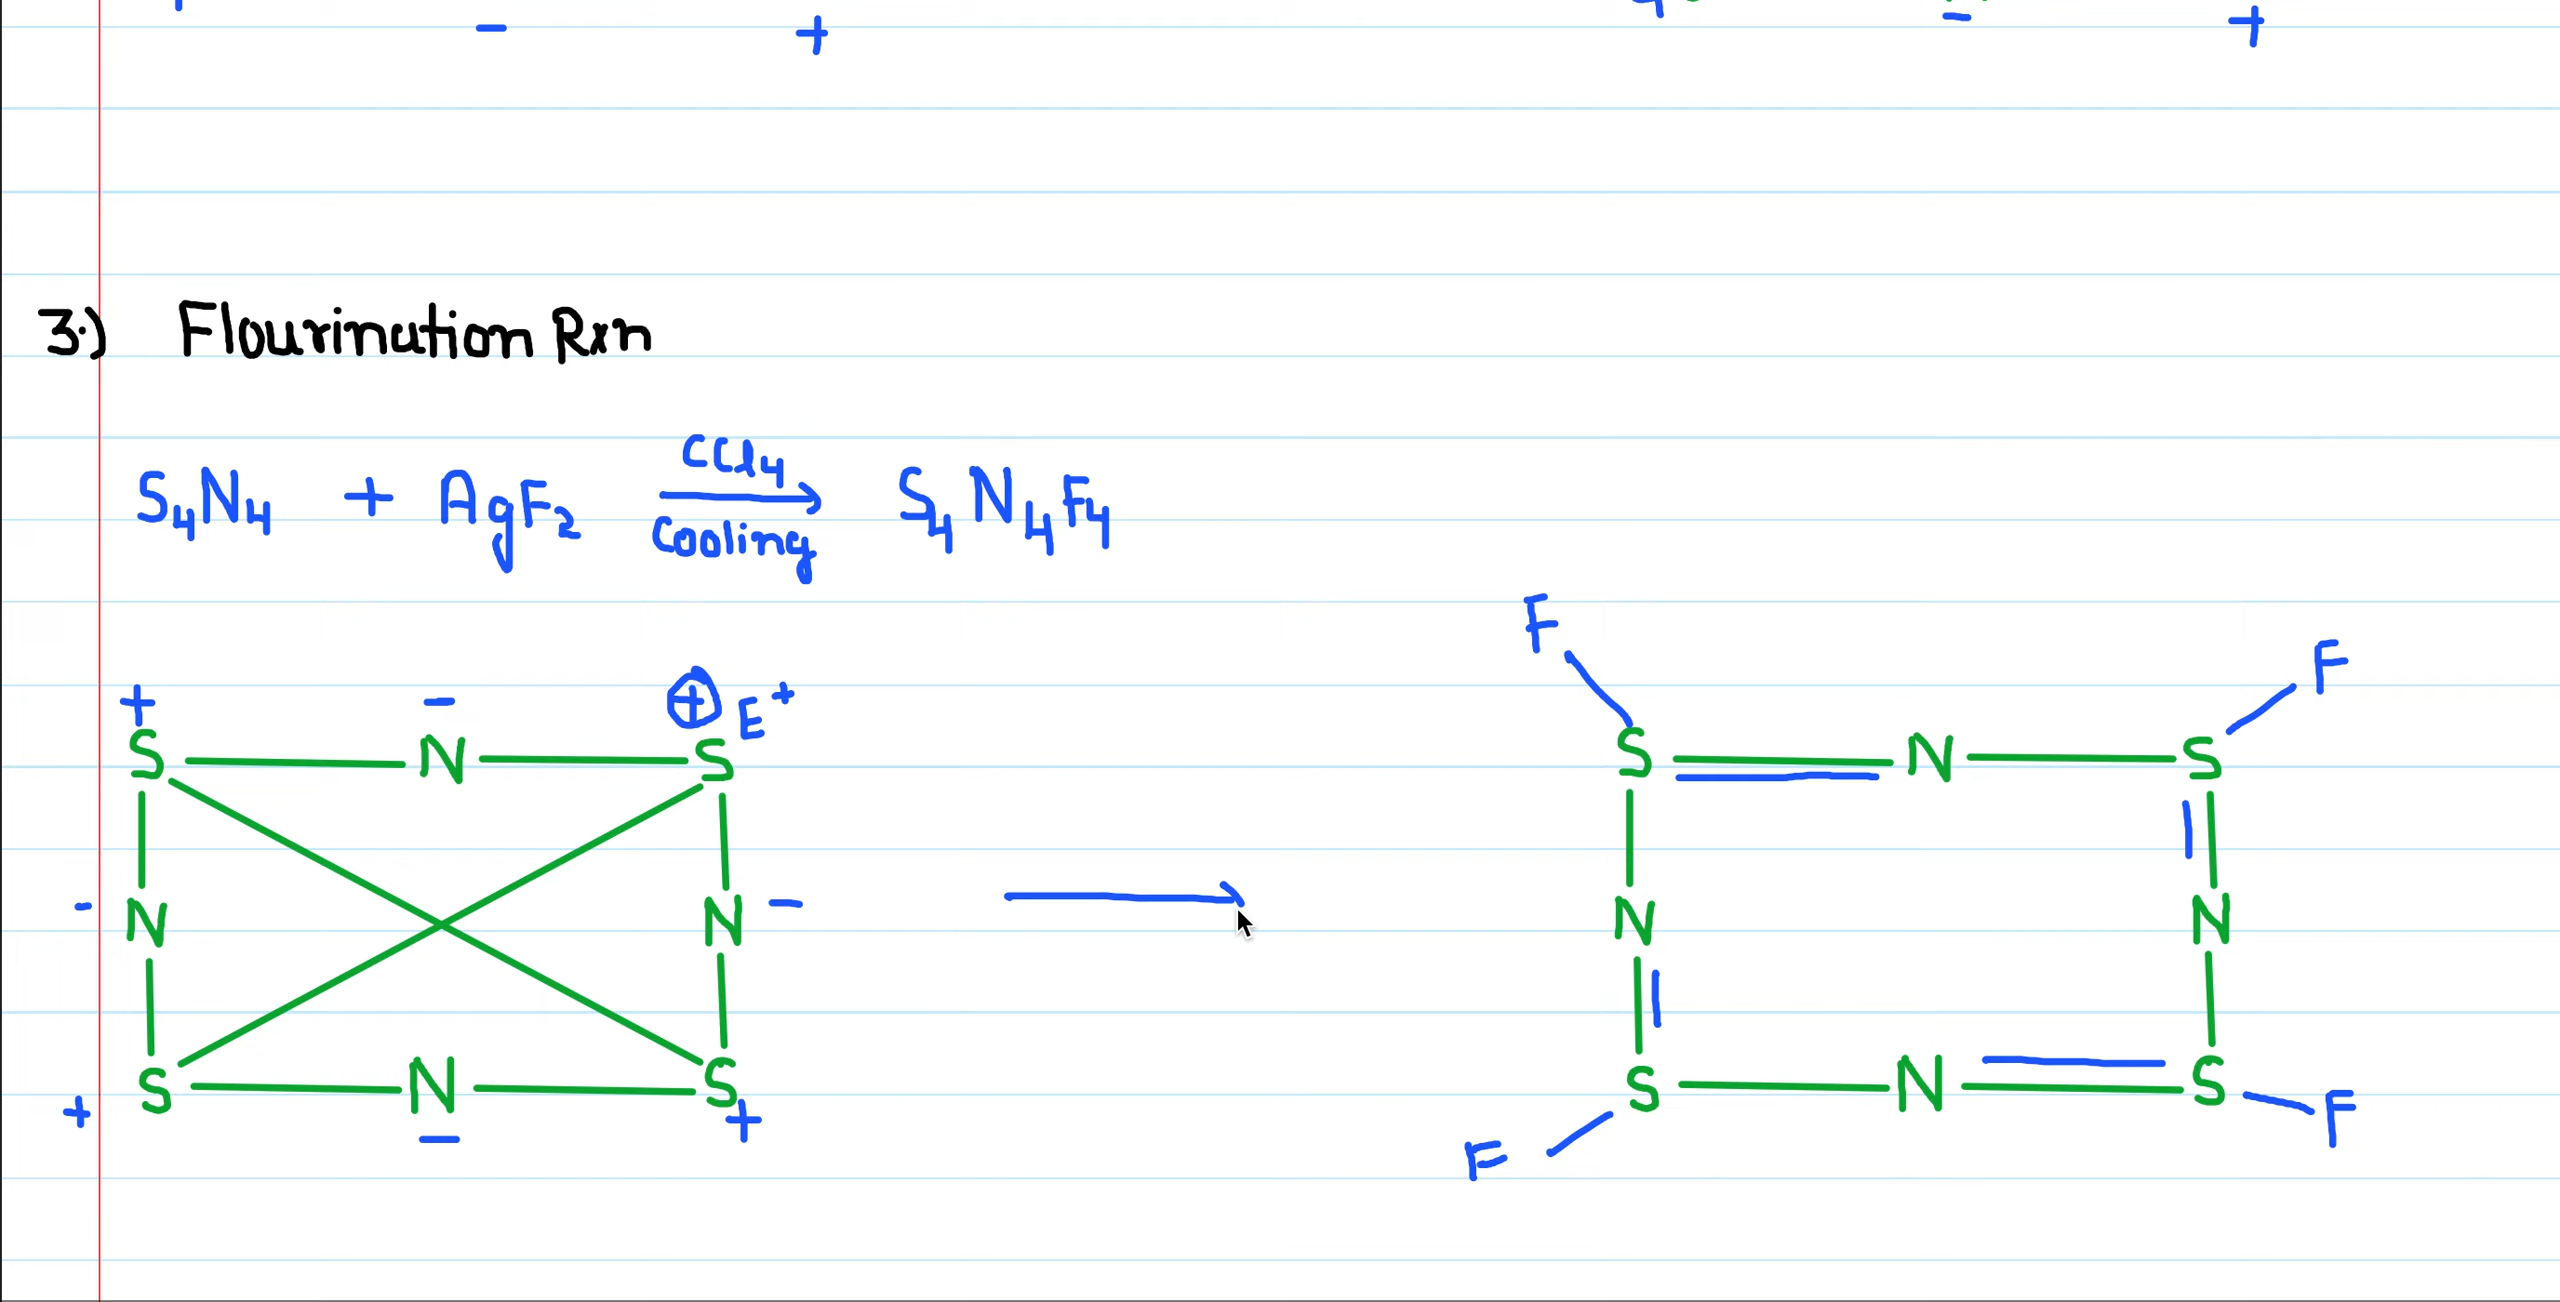 - + - +
3.) Flourination Rxn
CCl4
S4N4 + AgF2 → S4N4F4
Cooling
F
F
+ - ⊕ E+
S N S S N S
- N N - → N N
S N S S N S
+ - + F F